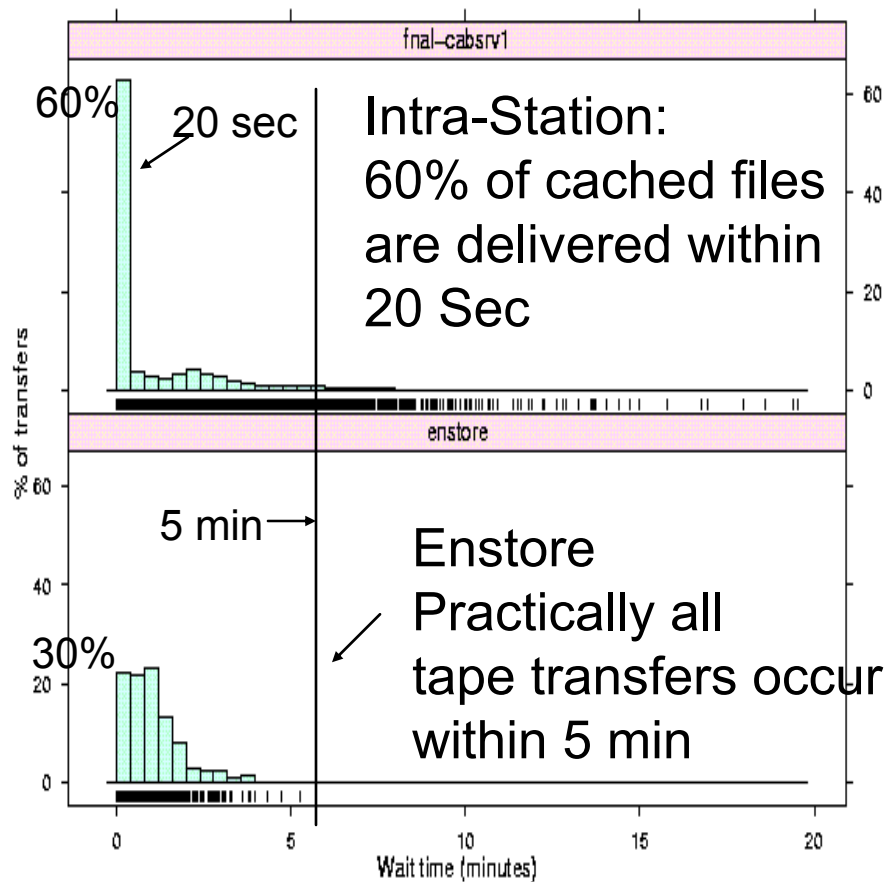 fnal-cabsrv1
60%
20 sec
Intra-Station:
60% of cached files
are delivered within
20 Sec
60
40
20
0
% of transfers
enstore
60
40
20
0
5 min
30%
Enstore
Practically all
tape transfers occur
within 5 min
0
5
10
15
20
Wait time (minutes)